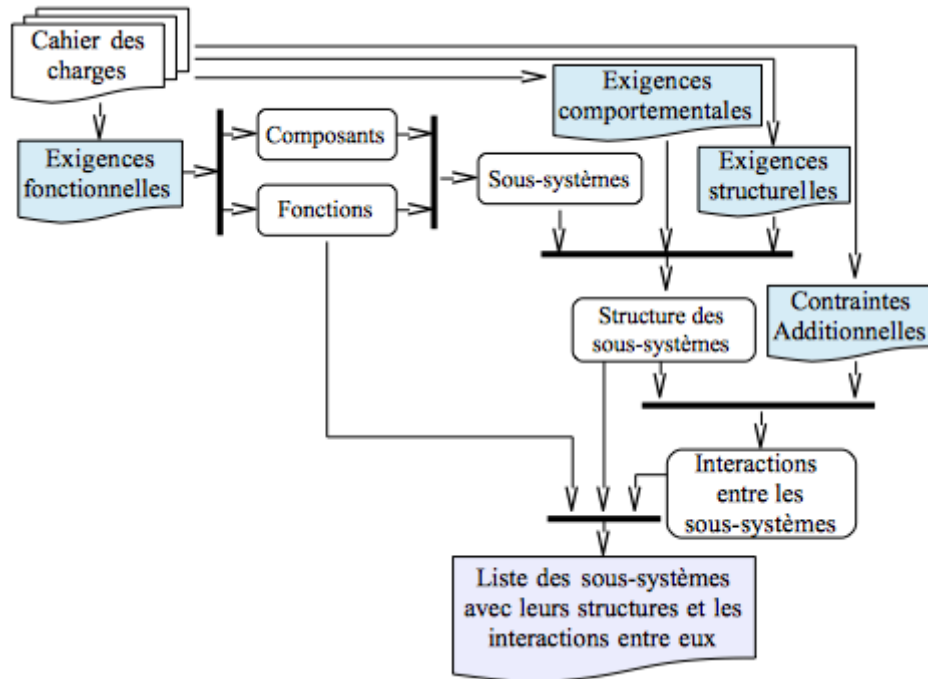 Cahier des
charges
Exigences
fonctionnelles
Composants
Fonctions
Sous-systèmes
Exigences
comportementales
Exigences
structurelles
Structure des
sous-systèmes
Contraintes
Additionnelles
Interactions
entre les
sous-systèmes
Liste des sous-systèmes
avec leurs structures et les
interactions entre eux